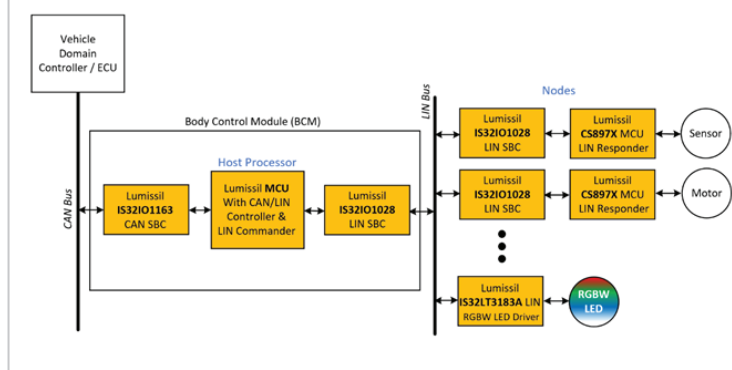 Vehicle
Domain
Controller / ECU
CAN Bus
Body Control Module (BCM)
Host Processor
Lumissil
IS32IO1163
CAN SBC
Lumissil MCU
With CAN/LIN
Controller &
LIN Commander
Lumissil
IS32IO1028
LIN SBC
LIN Bus
Nodes
Lumissil
IS32IO1028
LIN SBC
Lumissil
CS897X MCU
LIN Responder
Sensor
Lumissil
IS32IO1028
LIN SBC
Lumissil
CS897X MCU
LIN Responder
Motor
Lumissil
IS32LT3183A LIN
RGBW LED Driver
RGBW
LED